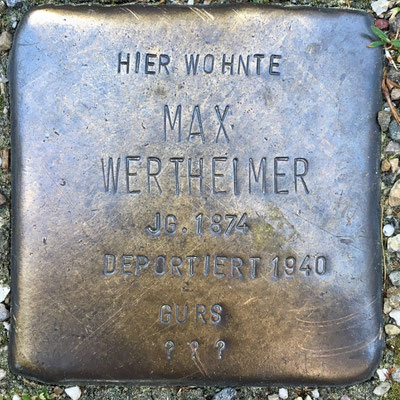 HIER WOHNTE
MAX
WERTHEIMER
JG. 1874
DEPORTIERT 1940
GURS
? ? ?